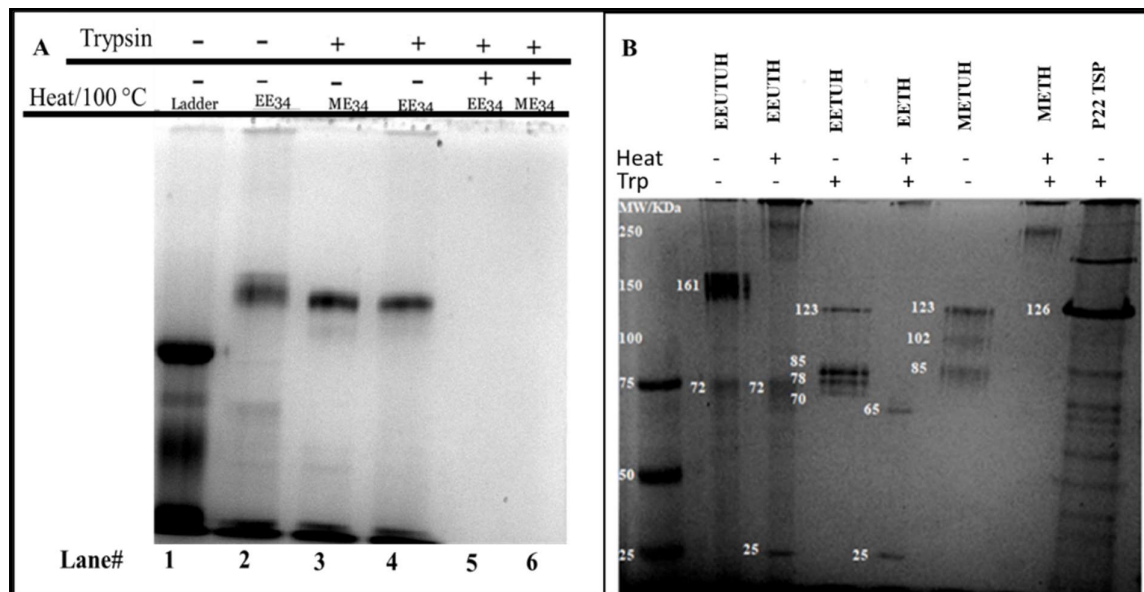 A Trypsin - - + + + +
- - - - + +
Heat/100 °C Ladder EE34 ME34 EE34 EE34 ME34
Lane# 1 2 3 4 5 6
B
EEUTUH EEUTH EETUH EETH METUH METH P22 TSP
Heat - + - + - + -
Trp - - + + - + +
MW/KDa
250
150 161
123 123 126
100 102
85 85
78
75 72 72
70
65
50
25 25 25